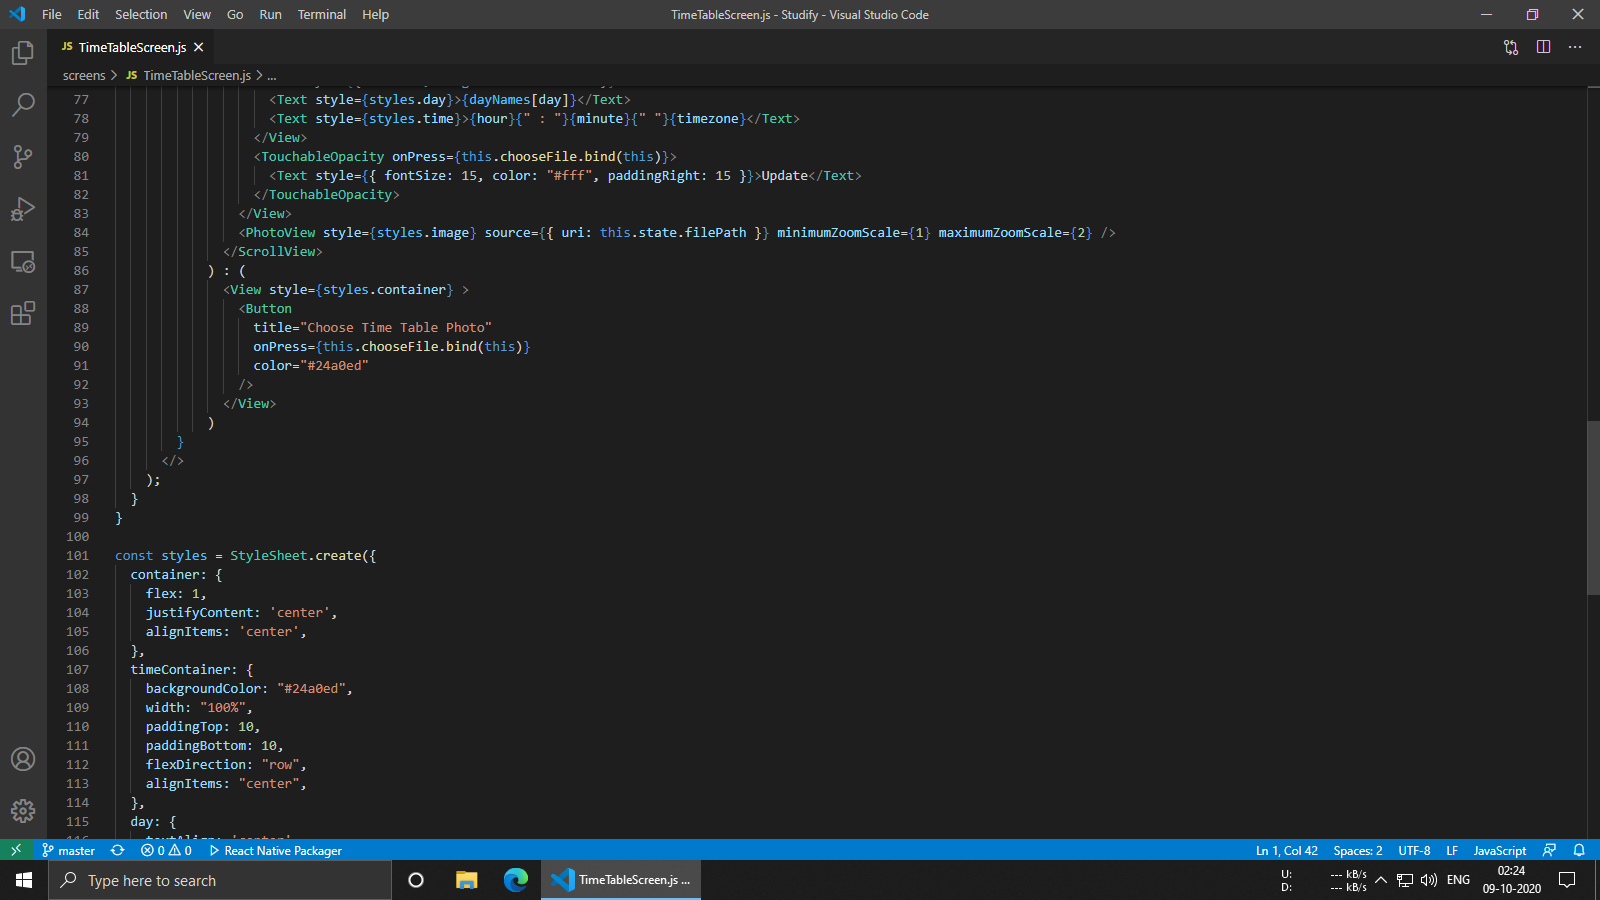 File Edit Selection View Go Run Terminal Help
TimeTableScreen.js - Studify - Visual Studio Code
JS TimeTableScreen.js
screens > JS TimeTableScreen.js > ...
77 <Text style={styles.day}>{dayNames[day]}</Text>
78 <Text style={styles.time}>{hour}{" : "}{minute}{" "}{timezone}</Text>
79 </View>
80 <TouchableOpacity onPress={this.chooseFile.bind(this)}>
81 <Text style={{ fontSize: 15, color: "#fff", paddingRight: 15 }}>Update</Text>
82 </TouchableOpacity>
83 </View>
84 <PhotoView style={styles.image} source={{ uri: this.state.filePath }} minimumZoomScale={1} maximumZoomScale={2} />
85 </ScrollView>
86 ) : (
87 <View style={styles.container} >
88 <Button
89 title="Choose Time Table Photo"
90 onPress={this.chooseFile.bind(this)}
91 color="#24a0ed"
92 />
93 </View>
94 )
95 }
96 </>
97 );
98 }
99 }
100
101 const styles = StyleSheet.create({
102 container: {
103 flex: 1,
104 justifyContent: 'center',
105 alignItems: 'center',
106 },
107 timeContainer: {
108 backgroundColor: "#24a0ed",
109 width: "100%",
110 paddingTop: 10,
111 paddingBottom: 10,
112 flexDirection: "row",
113 alignItems: "center",
114 },
115 day: {
master 0 0 React Native Packager
Ln 1, Col 42 Spaces: 2 UTF-8 LF JavaScript
Type here to search
TimeTableScreen.js ...
U: --- kB/s
D: --- kB/s
ENG
02:24
09-10-2020